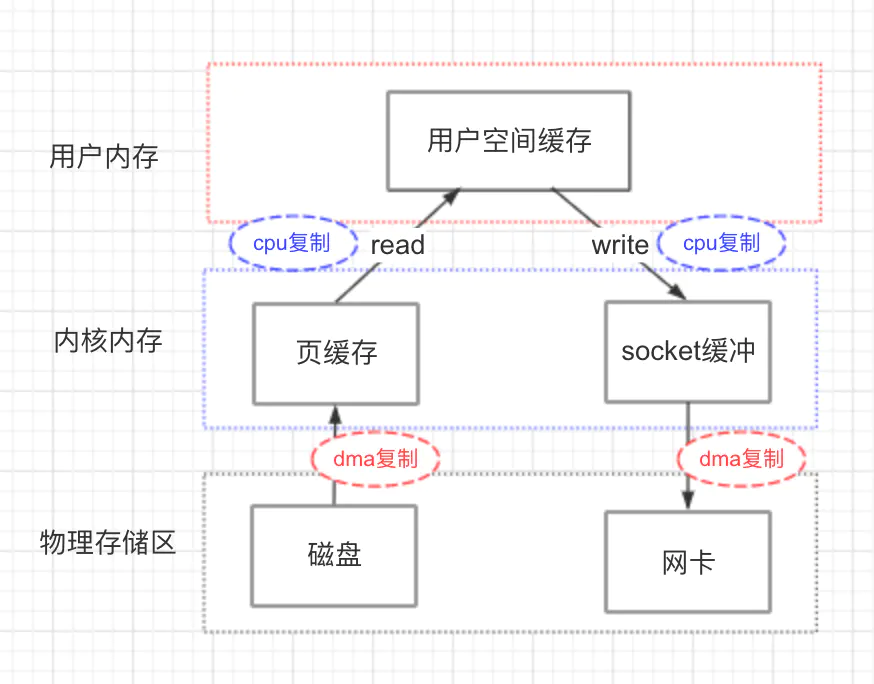 用户内存
用户空间缓存
cpu复制
read
write
cpu复制
内核内存
页缓存
socket缓冲
dma复制
dma复制
物理存储区
磁盘
网卡